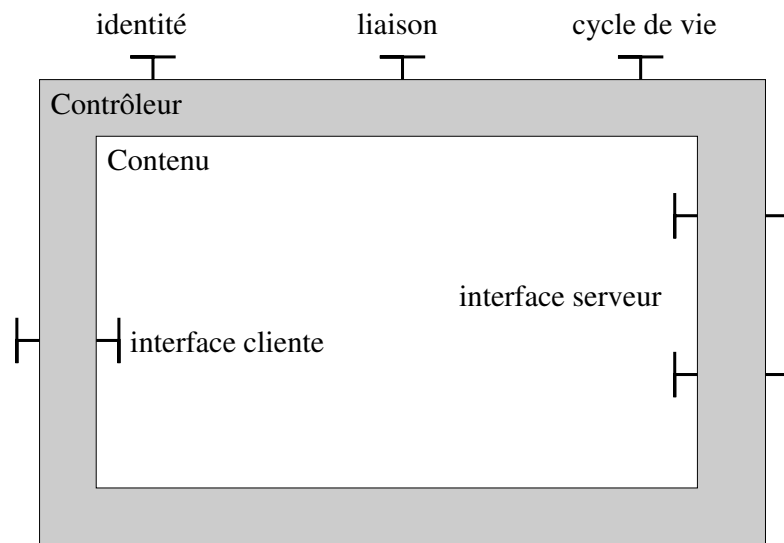 identité liaison cycle de vie
Contrôleur
Contenu
interface serveur
interface cliente